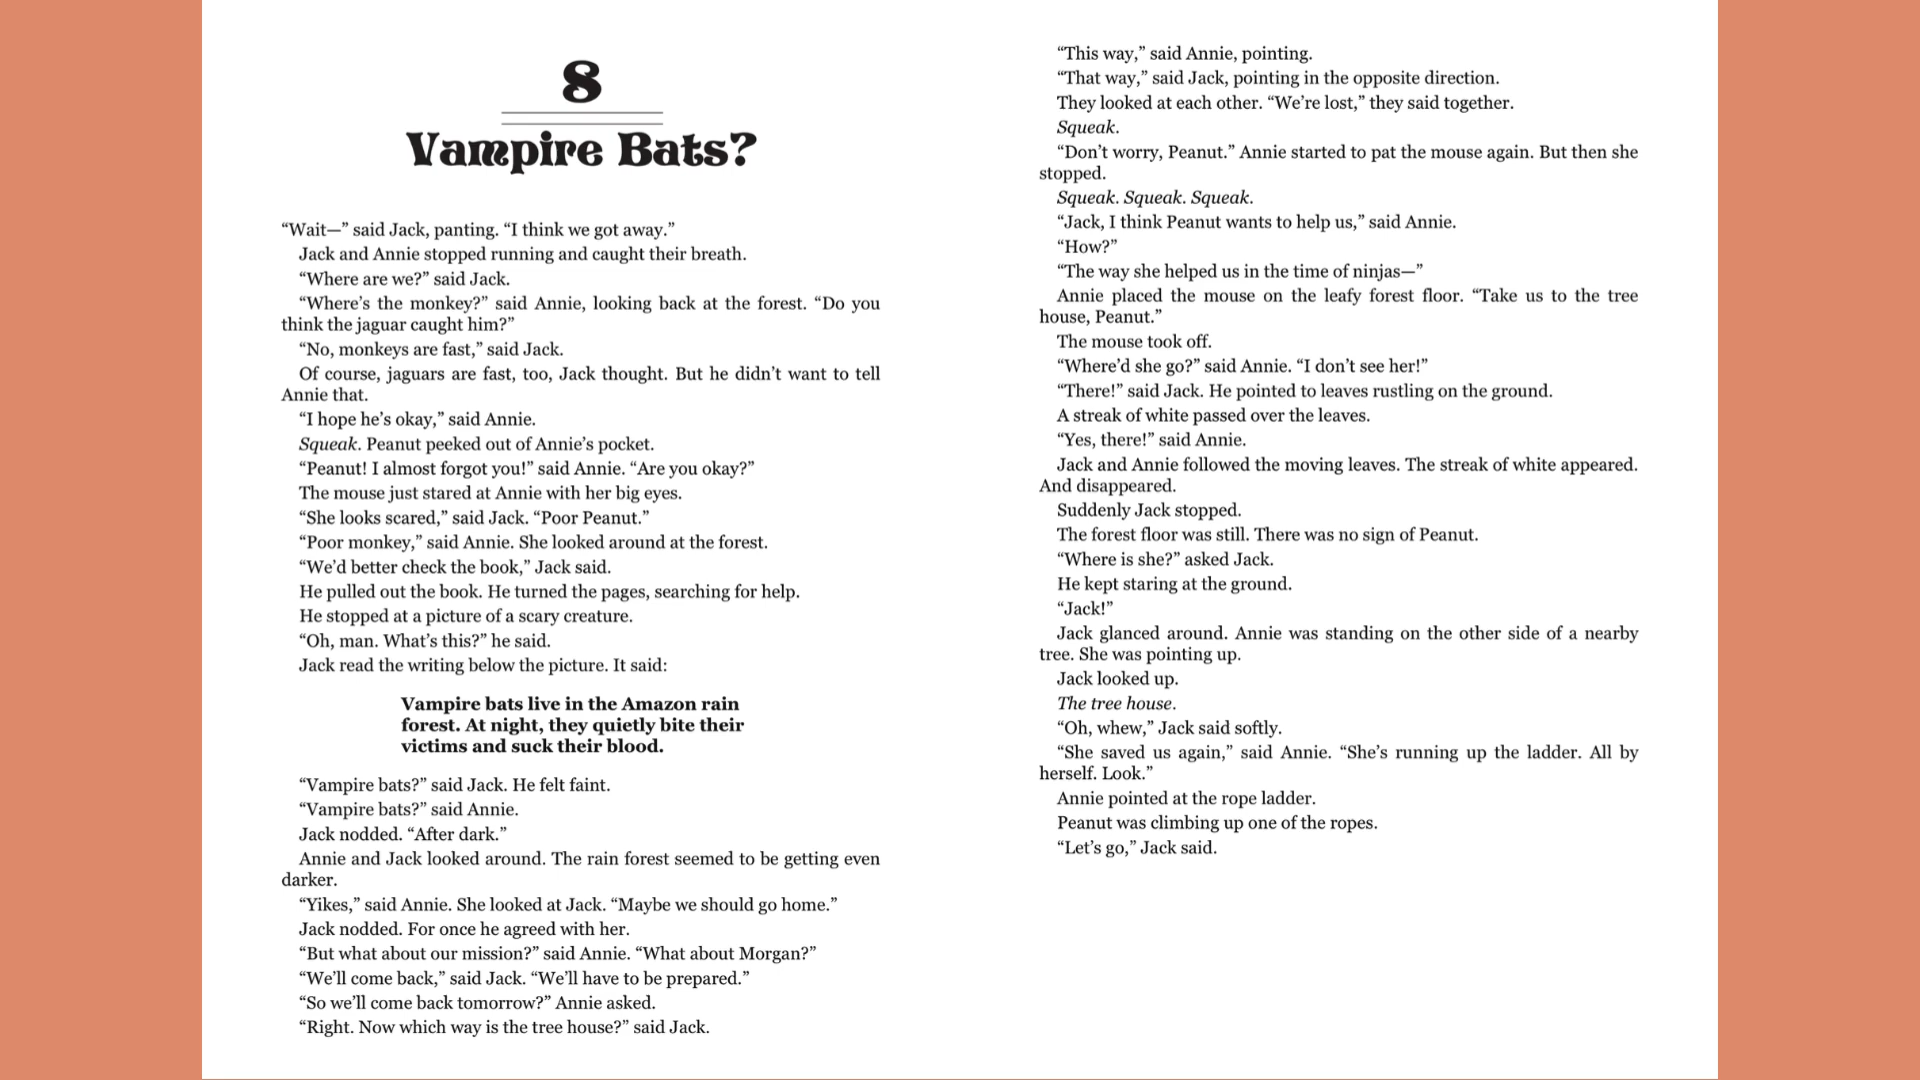 8
Vampire Bats?
“Wait—” said Jack, panting. “I think we got away.”
Jack and Annie stopped running and caught their breath.
“Where are we?” said Jack.
“Where’s the monkey?” said Annie, looking back at the forest. “Do you
think the jaguar caught him?”
“No, monkeys are fast,” said Jack.
Of course, jaguars are fast, too, Jack thought. But he didn’t want to tell
Annie that.
“I hope he’s okay,” said Annie.
Squeak. Peanut peeked out of Annie’s pocket.
“Peanut! I almost forgot you!” said Annie. “Are you okay?”
The mouse just stared at Annie with her big eyes.
“She looks scared,” said Jack. “Poor Peanut.”
“Poor monkey,” said Annie. She looked around at the forest.
“We’d better check the book,” Jack said.
He pulled out the book. He turned the pages, searching for help.
He stopped at a picture of a scary creature.
“Oh, man. What’s this?” he said.
Jack read the writing below the picture. It said:
Vampire bats live in the Amazon rain
forest. At night, they quietly bite their
victims and suck their blood.
“Vampire bats?” said Jack. He felt faint.
“Vampire bats?” said Annie.
Jack nodded. “After dark.”
Annie and Jack looked around. The rain forest seemed to be getting even
darker.
“Yikes,” said Annie. She looked at Jack. “Maybe we should go home.”
Jack nodded. For once he agreed with her.
“But what about our mission?” said Annie. “What about Morgan?”
“We’ll come back,” said Jack. “We’ll have to be prepared.”
“So we’ll come back tomorrow?” Annie asked.
“Right. Now which way is the tree house?” said Jack.
“This way,” said Annie, pointing.
“That way,” said Jack, pointing in the opposite direction.
They looked at each other. “We’re lost,” they said together.
Squeak.
“Don’t worry, Peanut.” Annie started to pat the mouse again. But then she
stopped.
Squeak. Squeak. Squeak.
“Jack, I think Peanut wants to help us,” said Annie.
“How?”
“The way she helped us in the time of ninjas—”
Annie placed the mouse on the leafy forest floor. “Take us to the tree
house, Peanut.”
The mouse took off.
“Where’d she go?” said Annie. “I don’t see her!”
“There!” said Jack. He pointed to leaves rustling on the ground.
A streak of white passed over the leaves.
“Yes, there!” said Annie.
Jack and Annie followed the moving leaves. The streak of white appeared.
And disappeared.
Suddenly Jack stopped.
The forest floor was still. There was no sign of Peanut.
“Where is she?” asked Jack.
He kept staring at the ground.
“Jack!”
Jack glanced around. Annie was standing on the other side of a nearby
tree. She was pointing up.
Jack looked up.
The tree house.
“Oh, whew,” Jack said softly.
“She saved us again,” said Annie. “She’s running up the ladder. All by
herself. Look.”
Annie pointed at the rope ladder.
Peanut was climbing up one of the ropes.
“Let’s go,” Jack said.